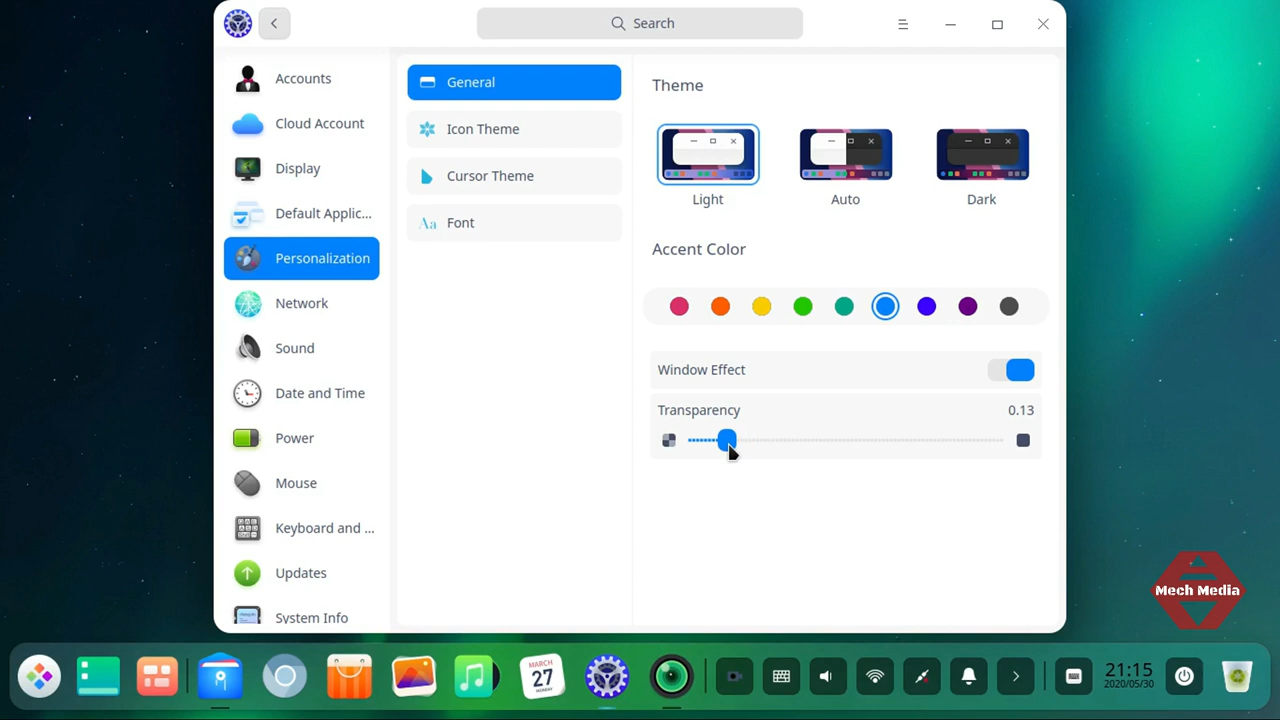 Search
Accounts
Cloud Account
Display
Default Applic...
Personalization
Network
Sound
Date and Time
Power
Mouse
Keyboard and ...
Updates
System Info
General
Icon Theme
Cursor Theme
Aa Font
Theme
Light
Auto
Dark
Accent Color
Window Effect
Transparency 0.13
Mech Media
MARCH
27
MONDAY
21:15
2020/05/30